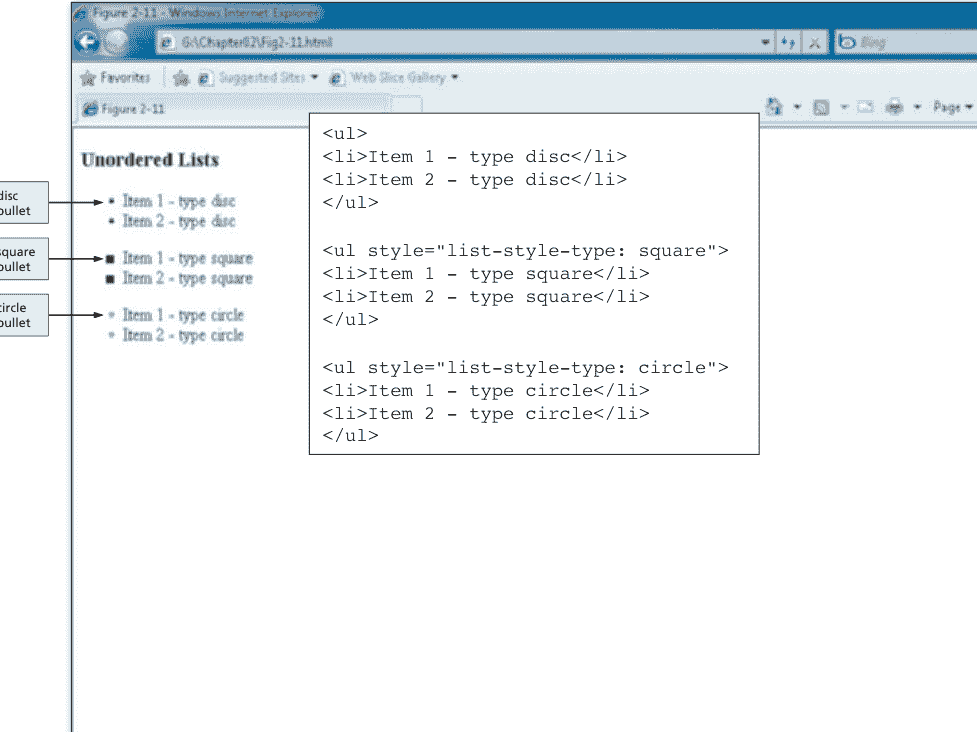 Figure 2-11 - Windows Internet Explorer
G:\Chapter02\Fig2-11.html
Bing
Favorites
Suggested Sites
Web Slice Gallery
Figure 2-11
Page
Unordered Lists
disc
bullet
Item 1 - type disc
Item 2 - type disc
square
bullet
Item 1 - type square
Item 2 - type square
circle
bullet
Item 1 - type circle
Item 2 - type circle
<ul>
<li>Item 1 - type disc</li>
<li>Item 2 - type disc</li>
</ul>
<ul style="list-style-type: square">
<li>Item 1 - type square</li>
<li>Item 2 - type square</li>
</ul>
<ul style="list-style-type: circle">
<li>Item 1 - type circle</li>
<li>Item 2 - type circle</li>
</ul>